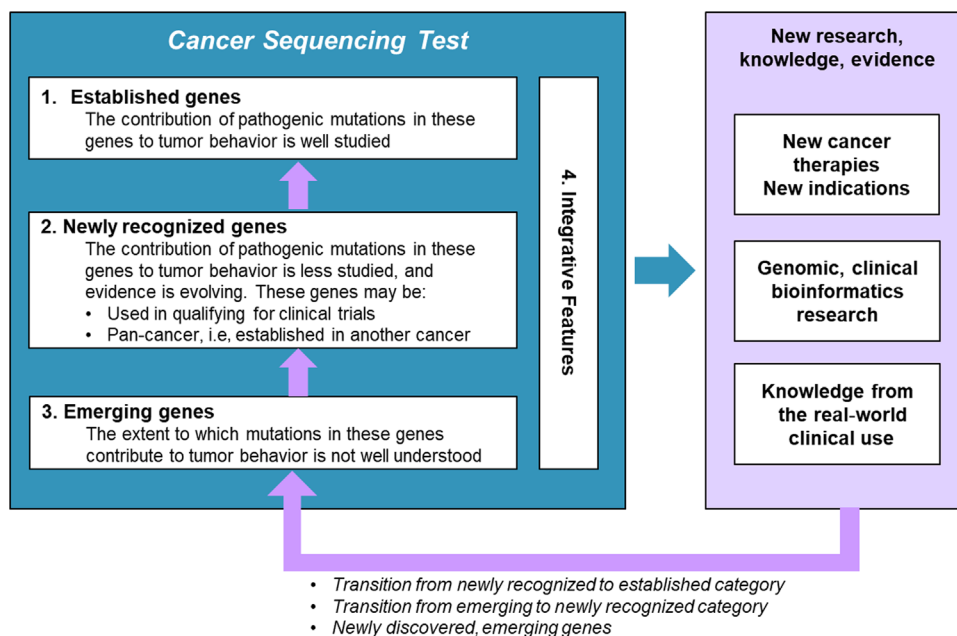 Cancer Sequencing Test
1. Established genes
The contribution of pathogenic mutations in these
genes to tumor behavior is well studied
2. Newly recognized genes
The contribution of pathogenic mutations in these
genes to tumor behavior is less studied, and
evidence is evolving. These genes may be:
• Used in qualifying for clinical trials
• Pan-cancer, i.e, established in another cancer
3. Emerging genes
The extent to which mutations in these genes
contribute to tumor behavior is not well understood
4. Integrative Features
New research,
knowledge, evidence
New cancer
therapies
New indications
Genomic, clinical
bioinformatics
research
Knowledge from
the real-world
clinical use
• Transition from newly recognized to established category
• Transition from emerging to newly recognized category
• Newly discovered, emerging genes